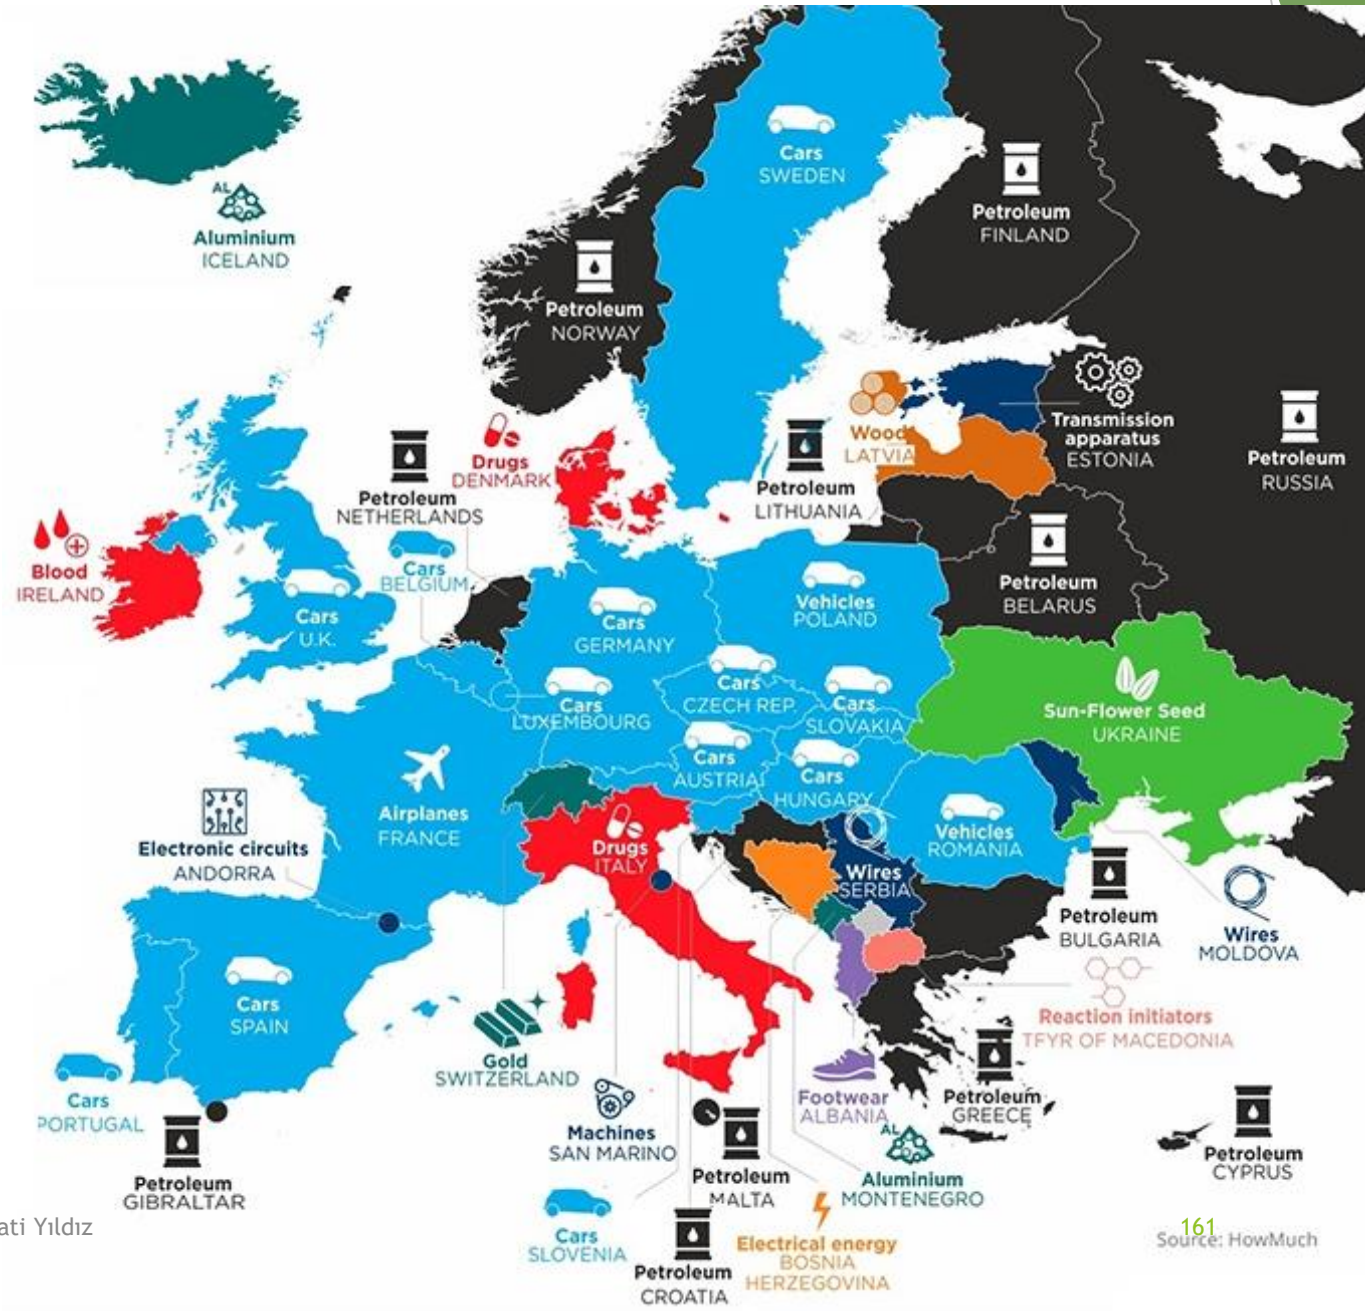 Cars
SWEDEN
Petroleum
FINLAND
AL
Aluminium
ICELAND
Petroleum
NORWAY
Transmission
apparatus
ESTONIA
Wood
LATVIA
Petroleum
RUSSIA
Drugs
DENMARK
Petroleum
NETHERLANDS
Petroleum
LITHUANIA
Blood
IRELAND
Cars
BELGIUM
Cars
U.K.
Cars
GERMANY
Vehicles
POLAND
Petroleum
BELARUS
Cars
LUXEMBOURG
Cars
CZECH REP.
Cars
SLOVAKIA
Sun-Flower Seed
UKRAINE
Cars
AUSTRIA
Cars
HUNGARY
Airplanes
FRANCE
Electronic circuits
ANDORRA
Drugs
ITALY
Vehicles
ROMANIA
Wires
SERBIA
Petroleum
BULGARIA
Wires
MOLDOVA
Cars
SPAIN
Reaction initiators
TFYR OF MACEDONIA
Gold
SWITZERLAND
Cars
PORTUGAL
Footwear
ALBANIA
Petroleum
GREECE
Machines
SAN MARINO
Petroleum
GIBRALTAR
Petroleum
MALTA
AL
Aluminium
MONTENEGRO
Petroleum
CYPRUS
Cars
SLOVENIA
Petroleum
CROATIA
Electrical energy
BOSNIA
HERZEGOVINA
ati Yıldız
161
Source: HowMuch